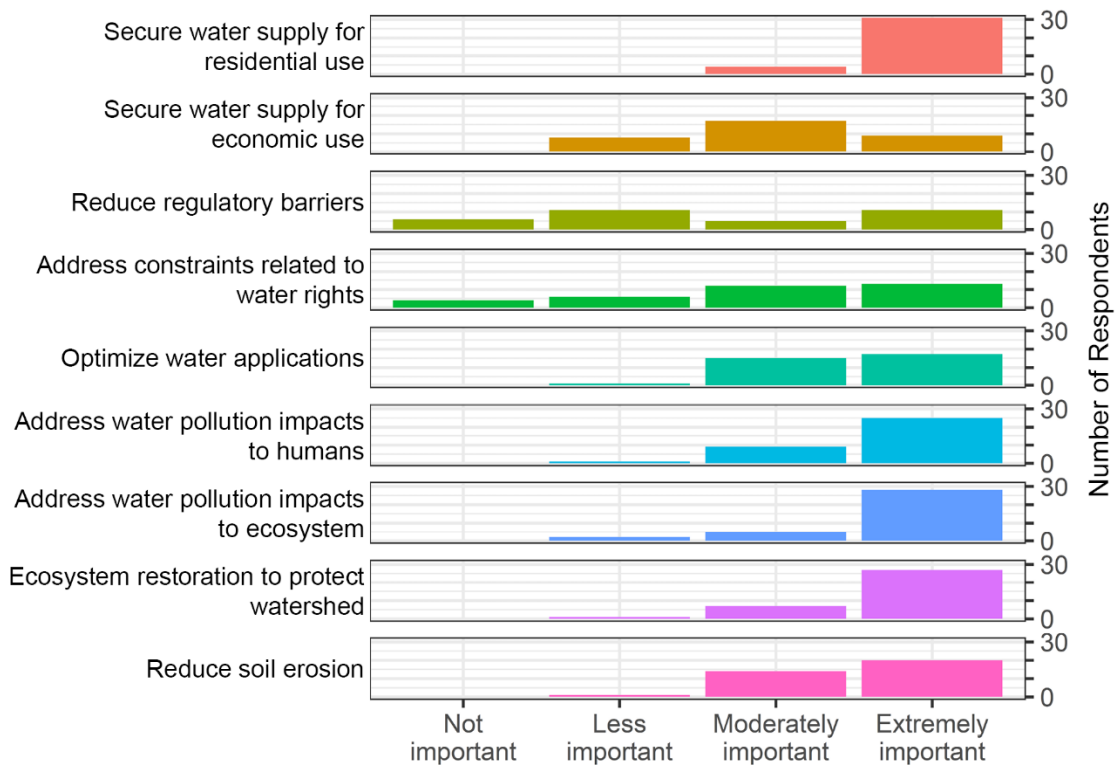 Secure water supply for
residential use
30
0
Secure water supply for
economic use
30
0
Reduce regulatory barriers
30
0
Address constraints related to
water rights
30
0
Optimize water applications
30
0
Address water pollution impacts
to humans
30
0
Address water pollution impacts
to ecosystem
30
0
Ecosystem restoration to protect
watershed
30
0
Reduce soil erosion
30
0
Number of Respondents
Not
important
Less
important
Moderately
important
Extremely
important